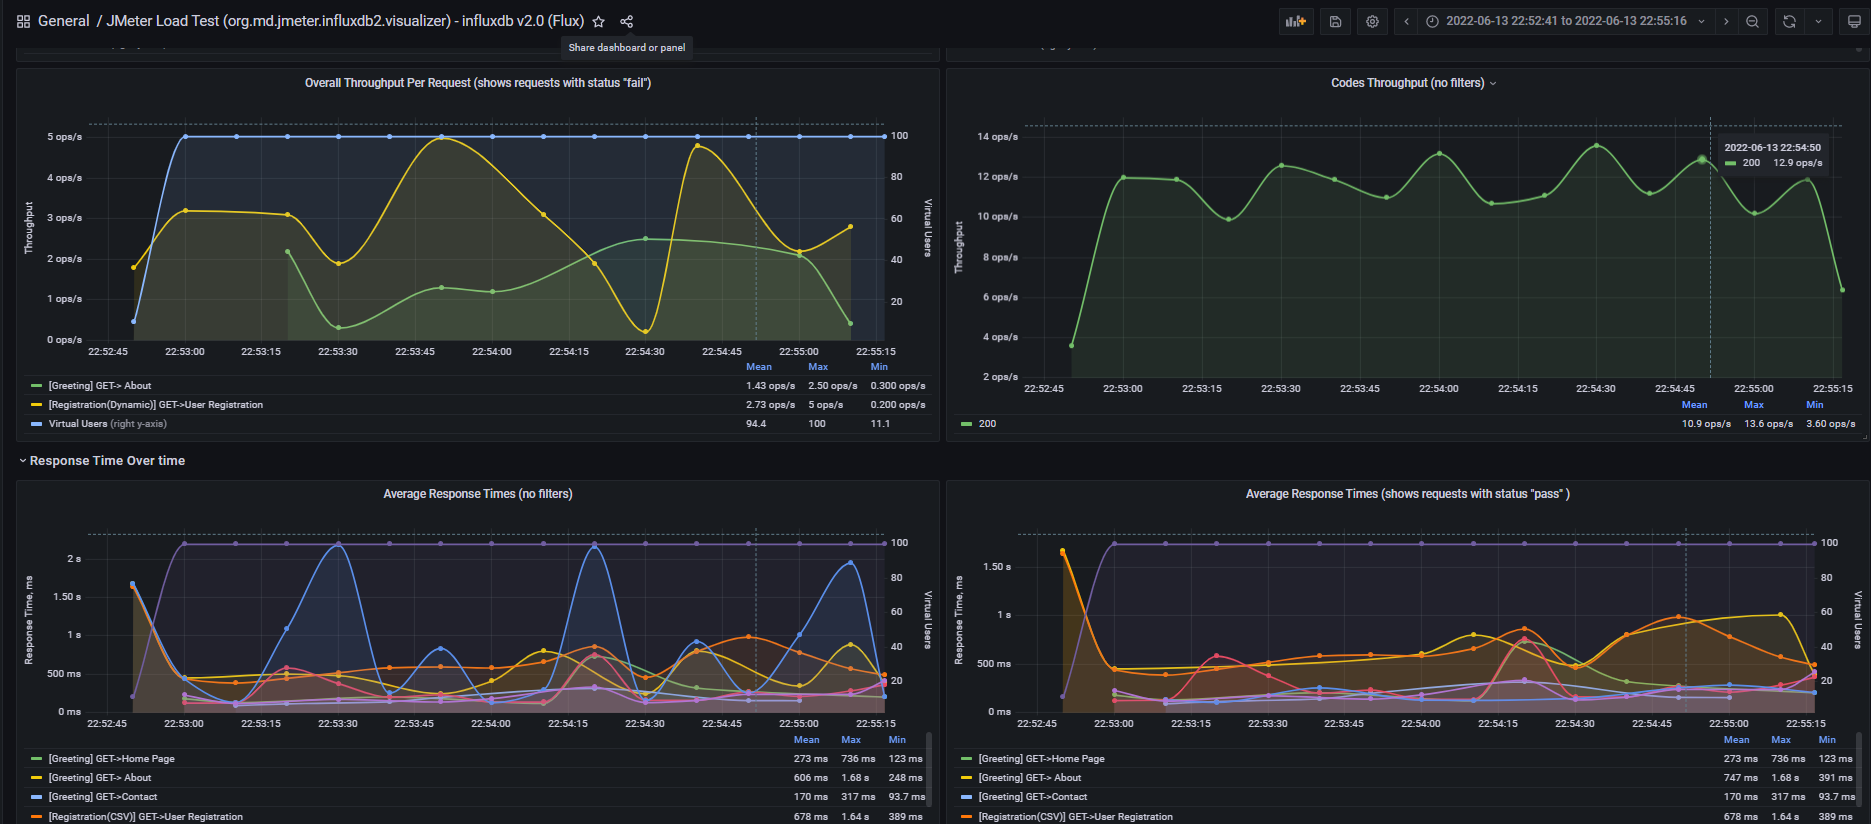 General / JMeter Load Test (org.md.jmeter.influxdb2.visualizer) - influxdb v2.0 (Flux)
2022-06-13 22:52:41 to 2022-06-13 22:55:16
Share dashboard or panel
Overall Throughput Per Request (shows requests with status "fail")
5 ops/s
4 ops/s
3 ops/s
2 ops/s
1 ops/s
0 ops/s
Throughput
100
80
60
40
20
Virtual Users
22:52:45 22:53:00 22:53:15 22:53:30 22:53:45 22:54:00 22:54:15 22:54:30 22:54:45 22:55:00 22:55:15
Mean Max Min
[Greeting] GET-> About 1.43 ops/s 2.50 ops/s 0.300 ops/s
[Registration(Dynamic)] GET->User Registration 2.73 ops/s 5 ops/s 0.200 ops/s
Virtual Users (right y-axis) 94.4 100 11.1
Codes Throughput (no filters)
14 ops/s
12 ops/s
10 ops/s
8 ops/s
6 ops/s
4 ops/s
2 ops/s
Throughput
2022-06-13 22:54:50
200 12.9 ops/s
22:52:45 22:53:00 22:53:15 22:53:30 22:53:45 22:54:00 22:54:15 22:54:30 22:54:45 22:55:00 22:55:15
Mean Max Min
200 10.9 ops/s 13.6 ops/s 3.60 ops/s
Response Time Over time
Average Response Times (no filters)
2 s
1.50 s
1 s
500 ms
0 ms
Response Time, ms
100
80
60
40
20
Virtual Users
22:52:45 22:53:00 22:53:15 22:53:30 22:53:45 22:54:00 22:54:15 22:54:30 22:54:45 22:55:00 22:55:15
Mean Max Min
[Greeting] GET->Home Page 273 ms 736 ms 123 ms
[Greeting] GET-> About 606 ms 1.68 s 248 ms
[Greeting] GET->Contact 170 ms 317 ms 93.7 ms
[Registration(CSV)] GET->User Registration 678 ms 1.64 s 389 ms
Average Response Times (shows requests with status "pass" )
1.50 s
1 s
500 ms
0 ms
Response Time, ms
100
80
60
40
20
Virtual Users
22:52:45 22:53:00 22:53:15 22:53:30 22:53:45 22:54:00 22:54:15 22:54:30 22:54:45 22:55:00 22:55:15
Mean Max Min
[Greeting] GET->Home Page 273 ms 736 ms 123 ms
[Greeting] GET-> About 747 ms 1.68 s 391 ms
[Greeting] GET->Contact 170 ms 317 ms 93.7 ms
[Registration(CSV)] GET->User Registration 678 ms 1.64 s 389 ms